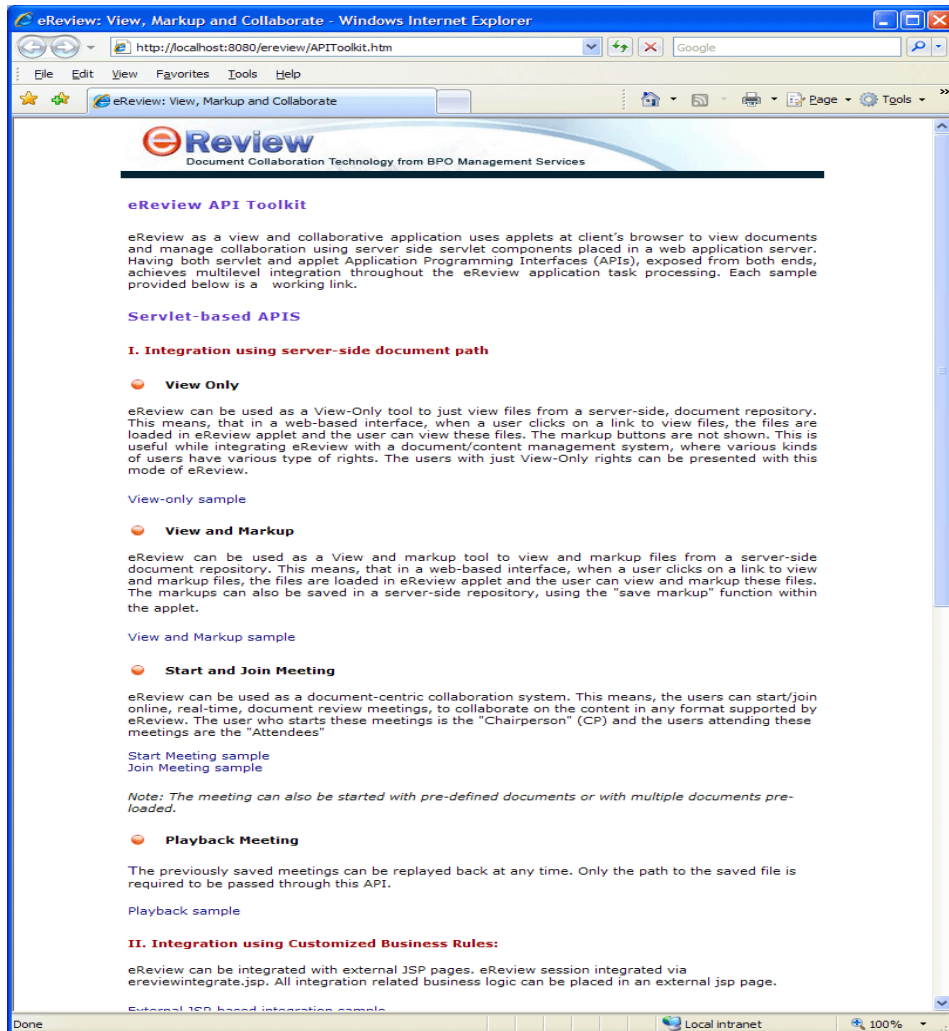 eReview: View, Markup and Collaborate - Windows Internet Explorer
http://localhost:8080/ereview/APIToolkit.htm
Google
File Edit View Favorites Tools Help
eReview: View, Markup and Collaborate
Page
Tools
»
eReview
Document Collaboration Technology from BPO Management Services
eReview API Toolkit
eReview as a view and collaborative application uses applets at client's browser to view documents
and manage collaboration using server side servlet components placed in a web application server.
Having both servlet and applet Application Programming Interfaces (APIs), exposed from both ends,
achieves multilevel integration throughout the eReview application task processing. Each sample
provided below is a working link.
Servlet-based APIS
I. Integration using server-side document path
View Only
eReview can be used as a View-Only tool to just view files from a server-side, document repository.
This means, that in a web-based interface, when a user clicks on a link to view files, the files are
loaded in eReview applet and the user can view these files. The markup buttons are not shown. This is
useful while integrating eReview with a document/content management system, where various kinds
of users have various type of rights. The users with just View-Only rights can be presented with this
mode of eReview.
View-only sample
View and Markup
eReview can be used as a View and markup tool to view and markup files from a server-side
document repository. This means, that in a web-based interface, when a user clicks on a link to view
and markup files, the files are loaded in eReview applet and the user can view and markup these files.
The markups can also be saved in a server-side repository, using the "save markup" function within
the applet.
View and Markup sample
Start and Join Meeting
eReview can be used as a document-centric collaboration system. This means, the users can start/join
online, real-time, document review meetings, to collaborate on the content in any format supported by
eReview. The user who starts these meetings is the "Chairperson" (CP) and the users attending these
meetings are the "Attendees"
Start Meeting sample
Join Meeting sample
Note: The meeting can also be started with pre-defined documents or with multiple documents pre-
loaded.
Playback Meeting
The previously saved meetings can be replayed back at any time. Only the path to the saved file is
required to be passed through this API.
Playback sample
II. Integration using Customized Business Rules:
eReview can be integrated with external JSP pages. eReview session integrated via
ereviewintegrate.jsp. All integration related business logic can be placed in an external jsp page.
External JSP based integration sample
Done
Local intranet
100%